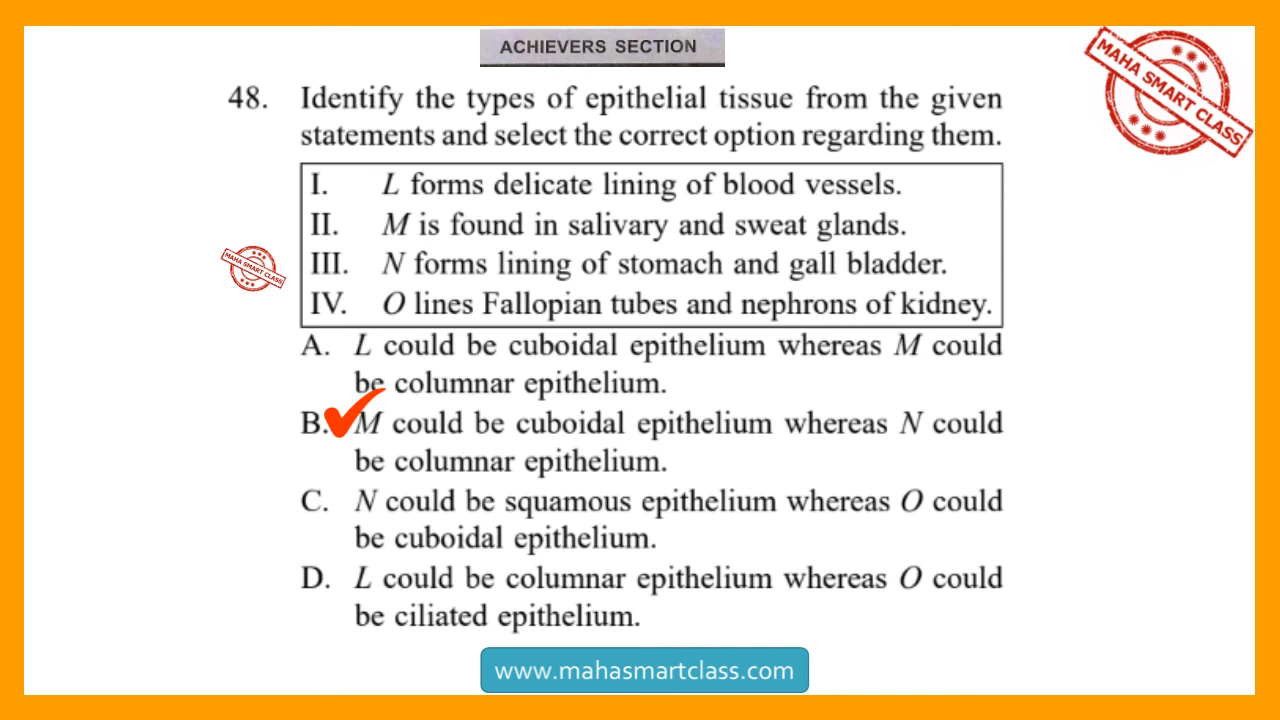 ACHIEVERS SECTION
MAHA SMART CLASS
48. Identify the types of epithelial tissue from the given
statements and select the correct option regarding them.
I. L forms delicate lining of blood vessels.
II. M is found in salivary and sweat glands.
MAHA SMART CLASS
III. N forms lining of stomach and gall bladder.
IV. O lines Fallopian tubes and nephrons of kidney.
A. L could be cuboidal epithelium whereas M could
be columnar epithelium.
B. M could be cuboidal epithelium whereas N could
be columnar epithelium.
C. N could be squamous epithelium whereas O could
be cuboidal epithelium.
D. L could be columnar epithelium whereas O could
be ciliated epithelium.
www.mahasmartclass.com